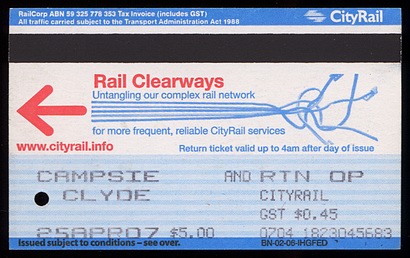 RailCorp ABN 59 325 778 353 Tax Invoice (includes GST)
All traffic carried subject to the Transport Administration Act 1988
CityRail
Rail Clearways
Untangling our complex rail network
for more frequent, reliable CityRail services
www.cityrail.info
Return ticket valid up to 4am after day of issue
CAMPSIE AND RTN OP
CLYDE CITYRAIL
GST $0.45
25APR07 $5.00 0704 1823045683
Issued subject to conditions – see over. BN-02-06-IHGFED